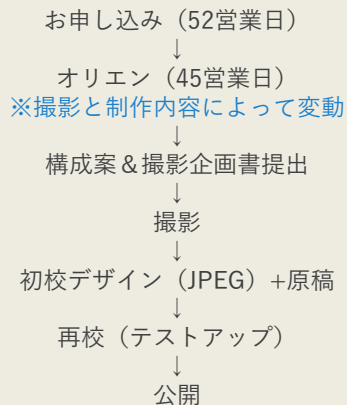 お申し込み（52営業日）
↓
オリエン（45営業日）
※撮影と制作内容によって変動
↓
構成案＆撮影企画書提出
↓
撮影
↓
初校デザイン（JPEG）+原稿
↓
再校（テストアップ）
↓
公開